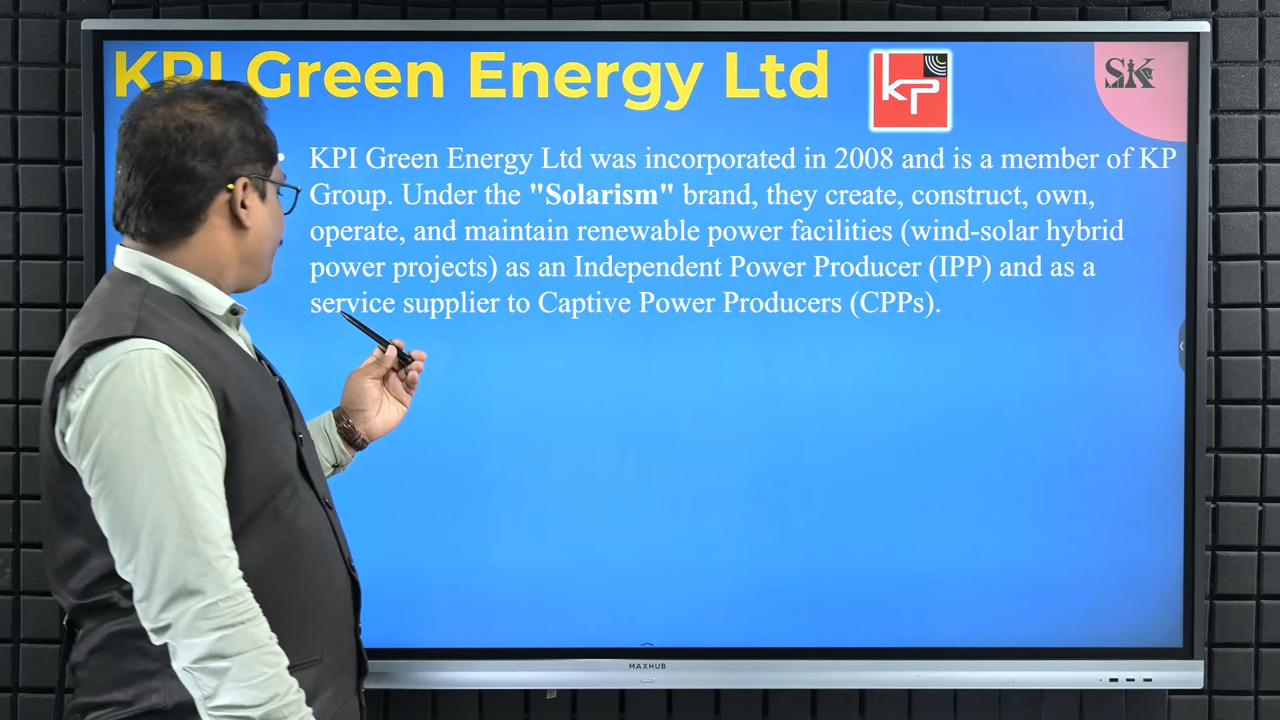 KPI Green Energy Ltd
kp
SK
KPI Green Energy Ltd was incorporated in 2008 and is a member of KP
Group. Under the "Solarism" brand, they create, construct, own,
operate, and maintain renewable power facilities (wind-solar hybrid
power projects) as an Independent Power Producer (IPP) and as a
service supplier to Captive Power Producers (CPPs).
MAXHUB